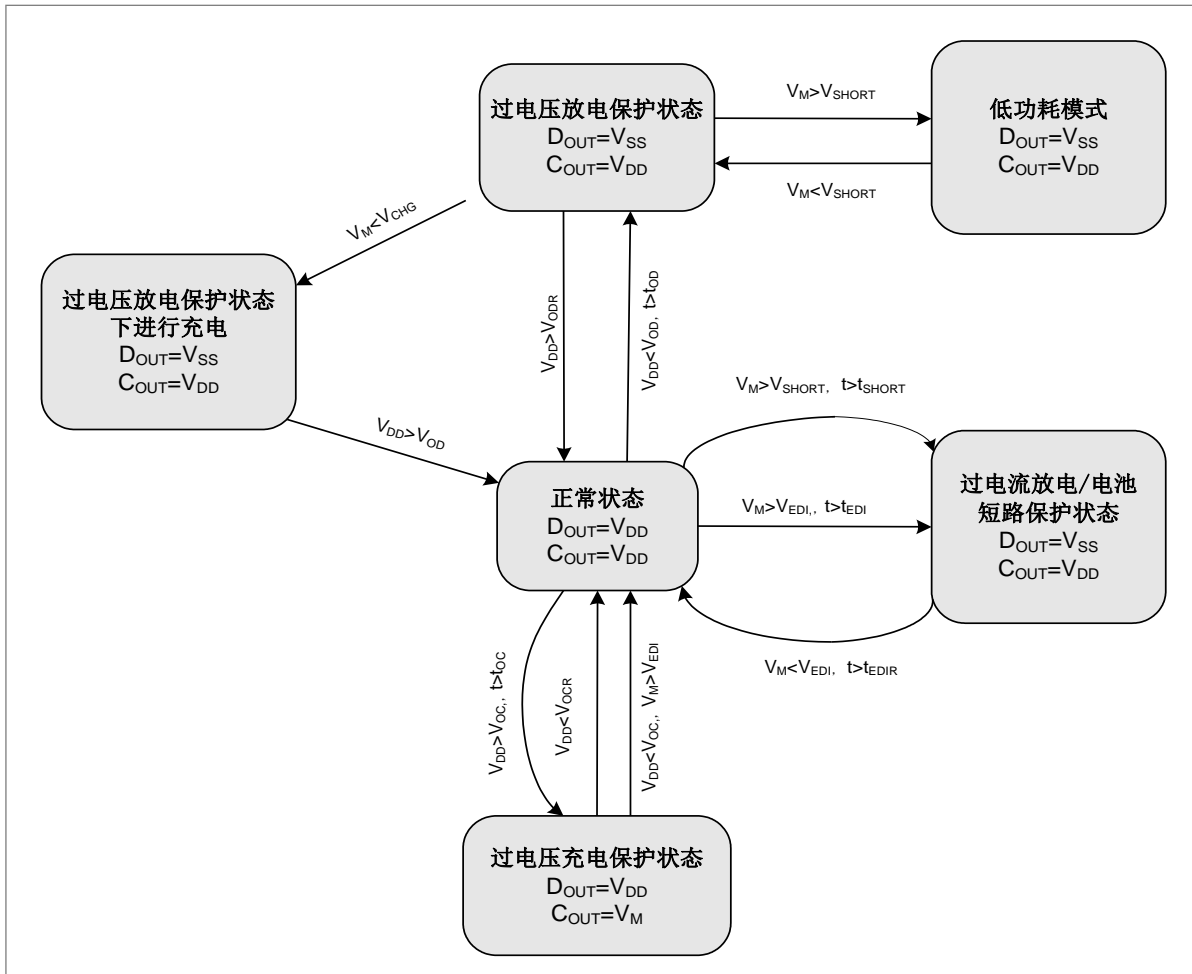 过电压放电保护状态
DOUT=VSS
COUT=VDD
VM>VSHORT
VM<VSHORT
低功耗模式
DOUT=VSS
COUT=VDD
VM<VCHG
过电压放电保护状态
下进行充电
DOUT=VSS
COUT=VDD
VDD>VODR
VDD<VOD, t>tOD
VDD>VOD
VM>VSHORT, t>tSHORT
正常状态
DOUT=VDD
COUT=VDD
VM>VEDI,, t>tEDI
过电流放电/电池
短路保护状态
DOUT=VSS
COUT=VDD
VM<VEDI, t>tEDIR
VDD>VOC,, t>tOC
VDD<VOCR
VDD<VOC,, VM>VEDI
过电压充电保护状态
DOUT=VDD
COUT=VM